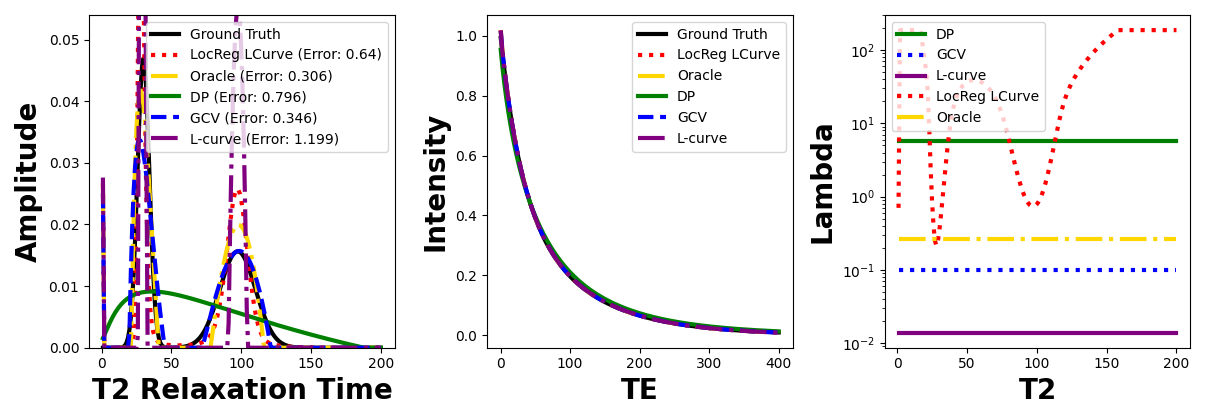 Amplitude
0.05
0.04
0.03
0.02
0.01
0.00
Ground Truth
LocReg LCurve (Error: 0.64)
Oracle (Error: 0.306)
DP (Error: 0.796)
GCV (Error: 0.346)
L-curve (Error: 1.199)
0 50 100 150 200
T2 Relaxation Time
Intensity
1.0
0.8
0.6
0.4
0.2
0.0
Ground Truth
LocReg LCurve
Oracle
DP
GCV
L-curve
0 100 200 300 400
TE
Lambda
10²
10¹
10⁰
10⁻¹
10⁻²
DP
GCV
L-curve
LocReg LCurve
Oracle
0 50 100 150 200
T2